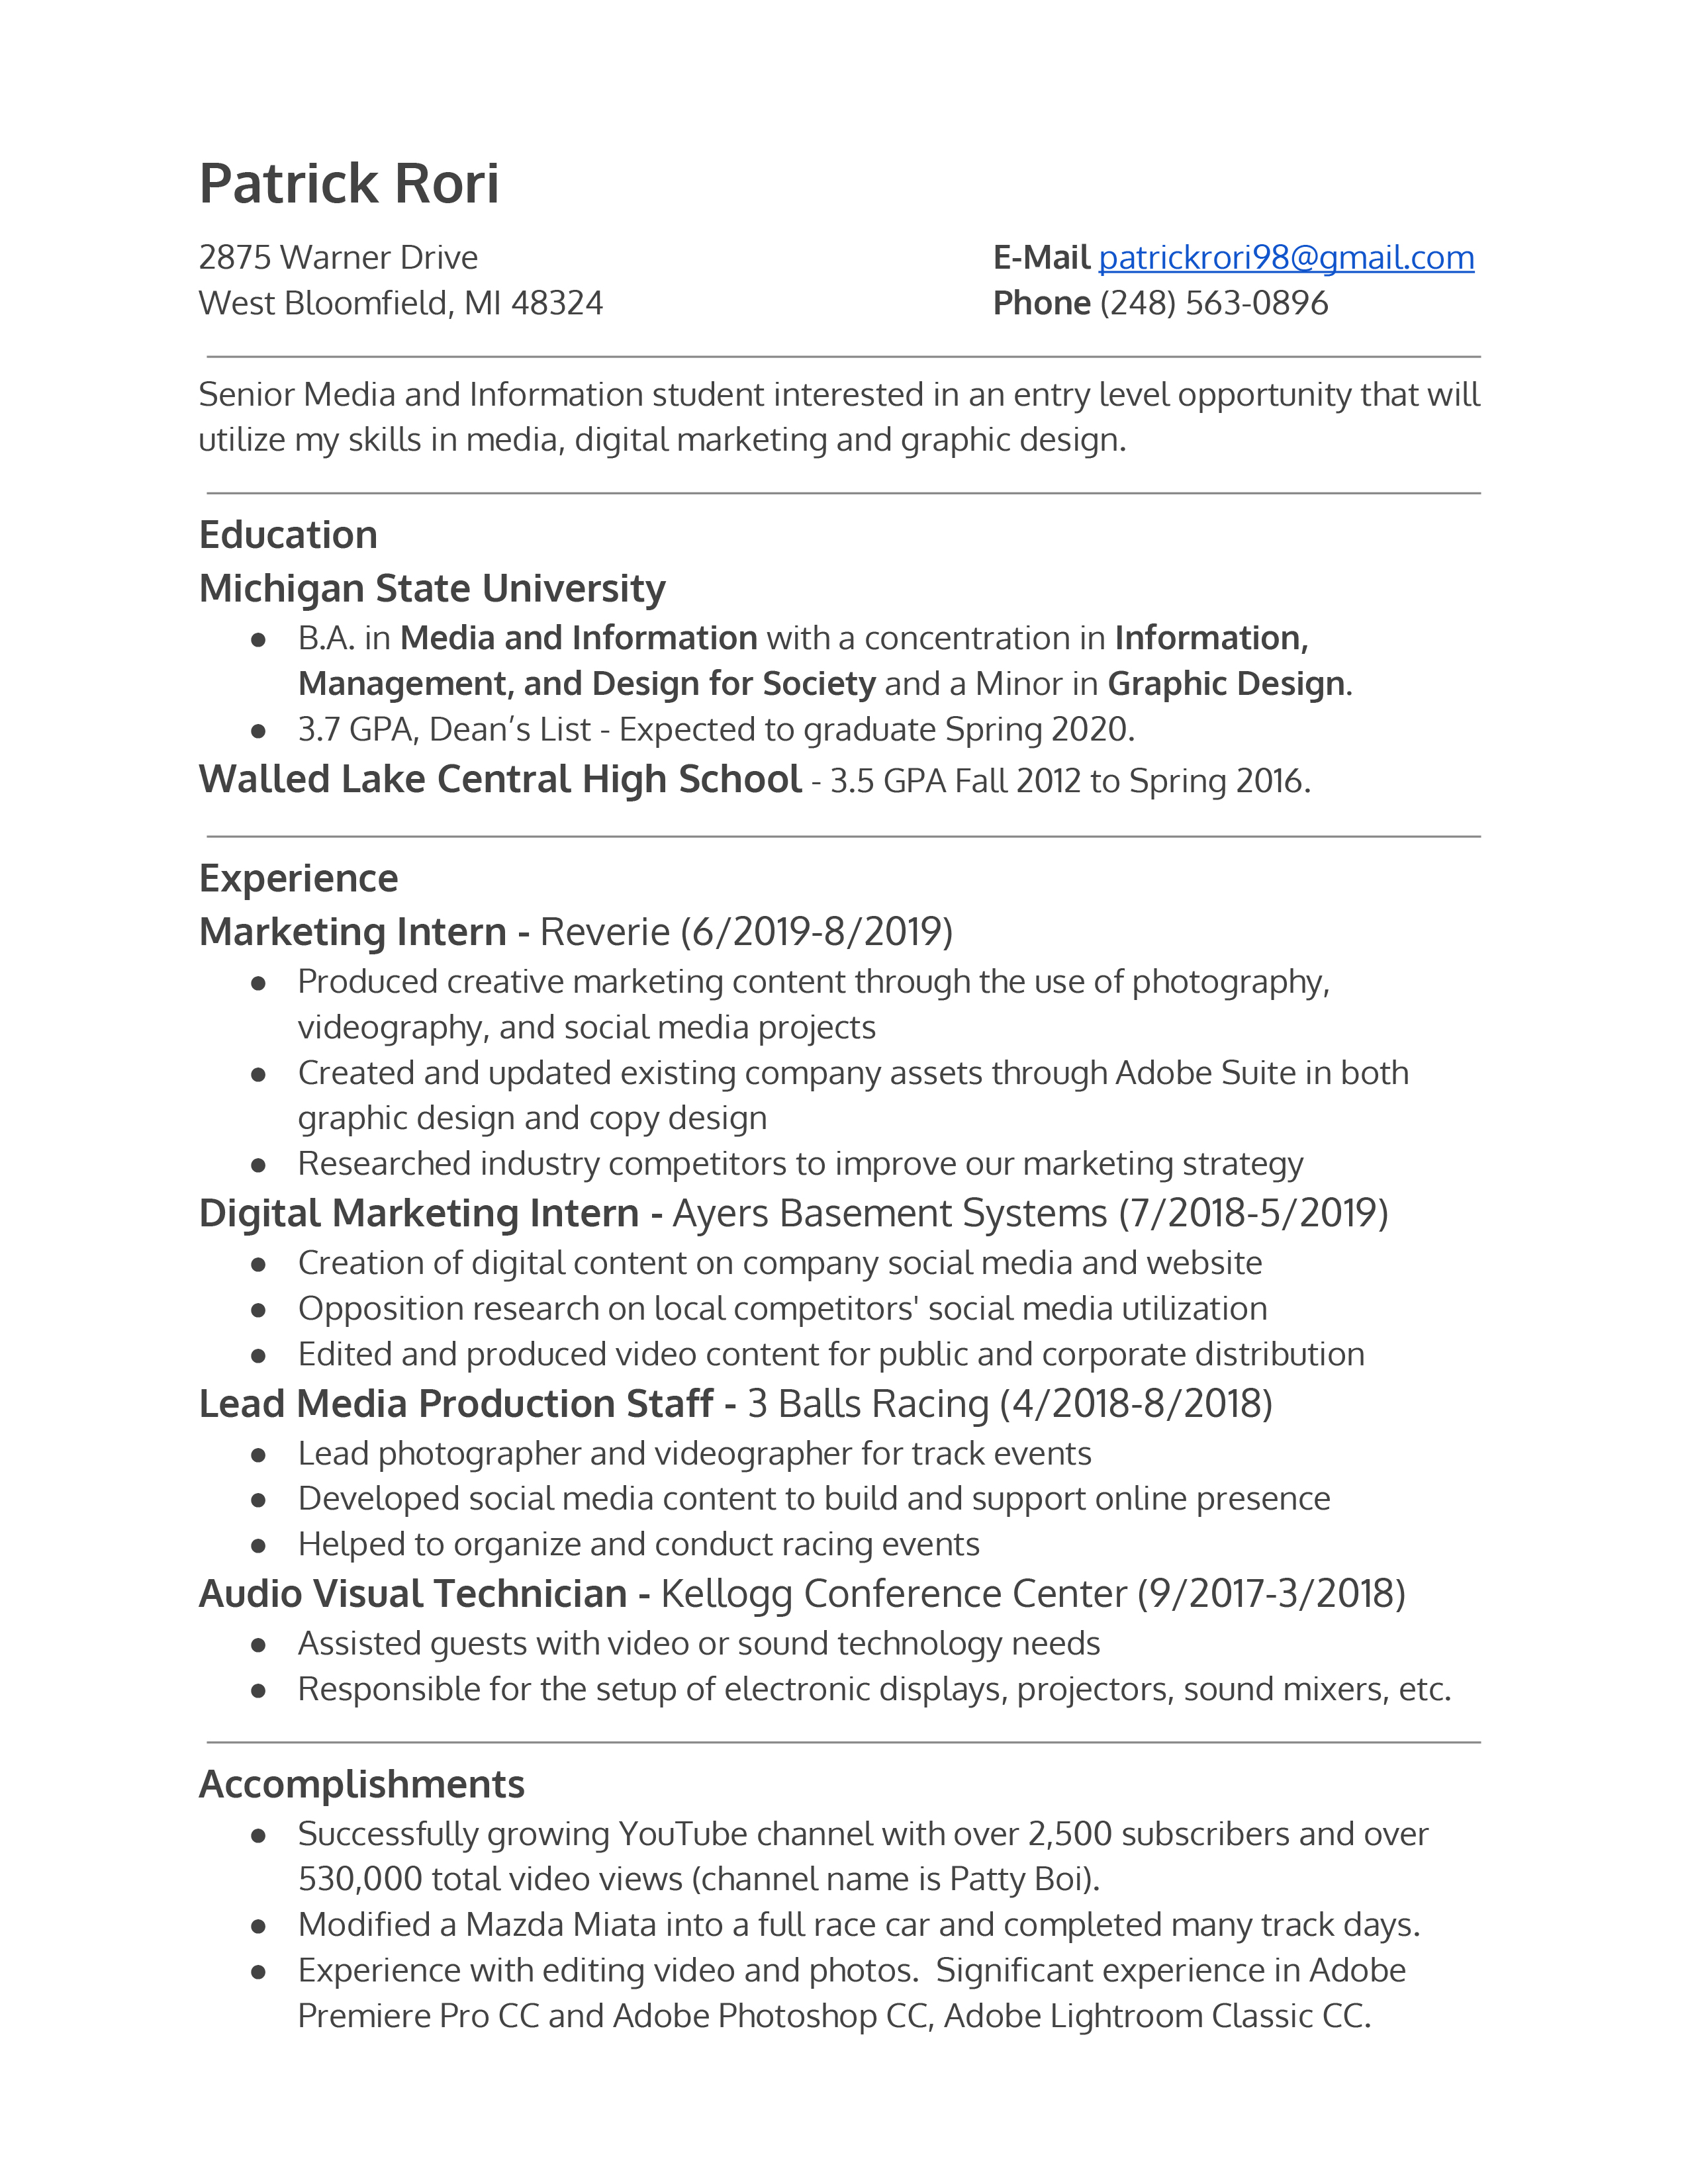 Patrick Rori
2875 Warner Drive
E-Mail patrickrori98@gmail.com
West Bloomfield, MI 48324
Phone (248) 563-0896
Senior Media and Information student interested in an entry level opportunity that will
utilize my skills in media, digital marketing and graphic design.
Education
Michigan State University
● B.A. in Media and Information with a concentration in Information,
Management, and Design for Society and a Minor in Graphic Design.
● 3.7 GPA, Dean’s List - Expected to graduate Spring 2020.
Walled Lake Central High School - 3.5 GPA Fall 2012 to Spring 2016.
Experience
Marketing Intern - Reverie (6/2019-8/2019)
● Produced creative marketing content through the use of photography,
videography, and social media projects
● Created and updated existing company assets through Adobe Suite in both
graphic design and copy design
● Researched industry competitors to improve our marketing strategy
Digital Marketing Intern - Ayers Basement Systems (7/2018-5/2019)
● Creation of digital content on company social media and website
● Opposition research on local competitors' social media utilization
● Edited and produced video content for public and corporate distribution
Lead Media Production Staff - 3 Balls Racing (4/2018-8/2018)
● Lead photographer and videographer for track events
● Developed social media content to build and support online presence
● Helped to organize and conduct racing events
Audio Visual Technician - Kellogg Conference Center (9/2017-3/2018)
● Assisted guests with video or sound technology needs
● Responsible for the setup of electronic displays, projectors, sound mixers, etc.
Accomplishments
● Successfully growing YouTube channel with over 2,500 subscribers and over
530,000 total video views (channel name is Patty Boi).
● Modified a Mazda Miata into a full race car and completed many track days.
● Experience with editing video and photos.  Significant experience in Adobe
Premiere Pro CC and Adobe Photoshop CC, Adobe Lightroom Classic CC.